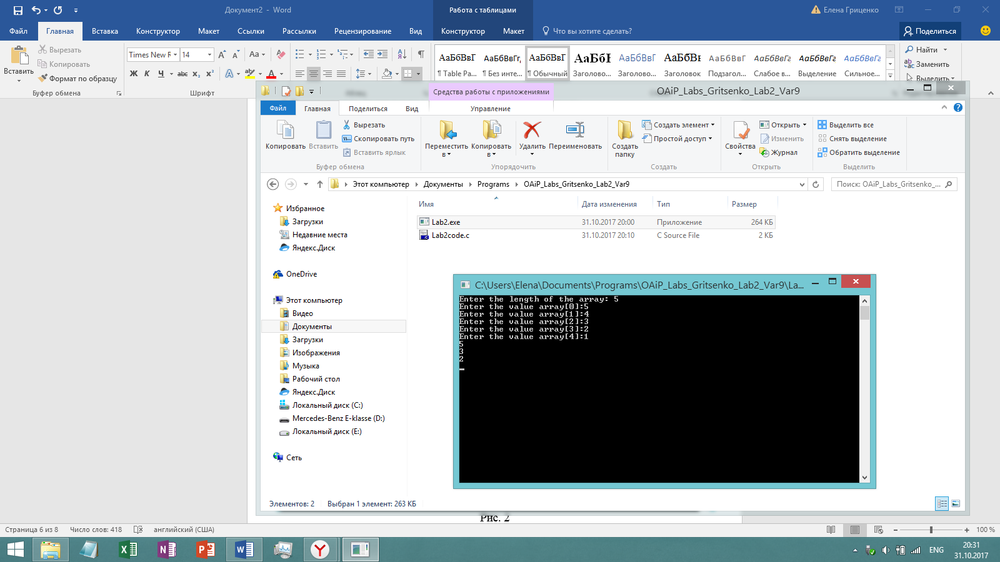 Документ2 - Word
Работа с таблицами
Елена Гриценко
Файл Главная Вставка Конструктор Макет Ссылки Рассылки Рецензирование Вид Конструктор Макет Что вы хотите сделать? Поделиться
Вставить
Вырезать
Копировать
Формат по образцу
Буфер обмена
Times New F 14
Шрифт
АаБбВвГ АаБбВвГг, АаБбВвГ АаБбІ АаБбВвГ АаБбВв АаБбВвГ АаБбВвГг АаБбВвГг АаБбВвГг
¶ Table Pa... ¶ Без инте... ¶ Обычный Заголово... Заголово... Заголовок Подзагол... Слабое в... Выделение Сильное...
Найти
Заменить
Выделить
Средства работы с приложениями
OAiP_Labs_Gritsenko_Lab2_Var9
Файл Главная Поделиться Вид Управление
Копировать Вставить
Вырезать
Скопировать путь
Вставить ярлык
Буфер обмена
Переместить в
Копировать в
Удалить
Переименовать
Упорядочить
Создать папку
Создать элемент
Простой доступ
Создать
Свойства
Открыть
Изменить
Журнал
Открыть
Выделить все
Снять выделение
Обратить выделение
Выделить
Этот компьютер Документы Programs OAiP_Labs_Gritsenko_Lab2_Var9
Поиск: OAiP_Labs_Gritsenko_...
Имя Дата изменения Тип Размер
Lab2.exe 31.10.2017 20:00 Приложение 264 КБ
Lab2code.c 31.10.2017 20:10 C Source File 2 КБ
Избранное
Загрузки
Недавние места
Яндекс.Диск
OneDrive
Этот компьютер
Видео
Документы
Загрузки
Изображения
Музыка
Рабочий стол
Яндекс.Диск
Локальный диск (C:)
Mercedes-Benz E-klasse (D:)
Локальный диск (E:)
Сеть
C:\Users\Elena\Documents\Programs\OAiP_Labs_Gritsenko_Lab2_Var9\La...
Enter the length of the array: 5
Enter the value array[0]:5
Enter the value array[1]:4
Enter the value array[2]:3
Enter the value array[3]:2
Enter the value array[4]:1
5
3
2
Элементов: 2 Выбран 1 элемент: 263 КБ
Рис. 2
Страница 6 из 8 Число слов: 418 английский (США) 100 %
ENG
20:31
31.10.2017